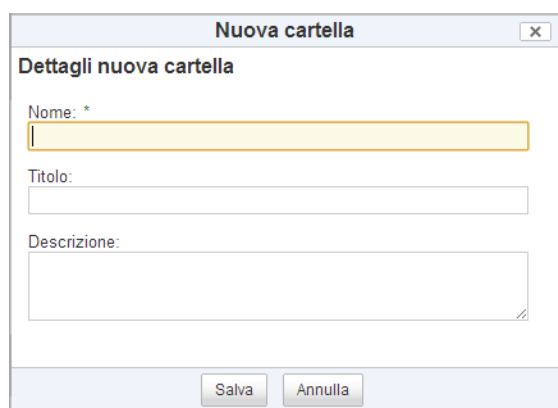 Nuova cartella
Dettagli nuova cartella
Nome: *
Titolo:
Descrizione:
Salva Annulla